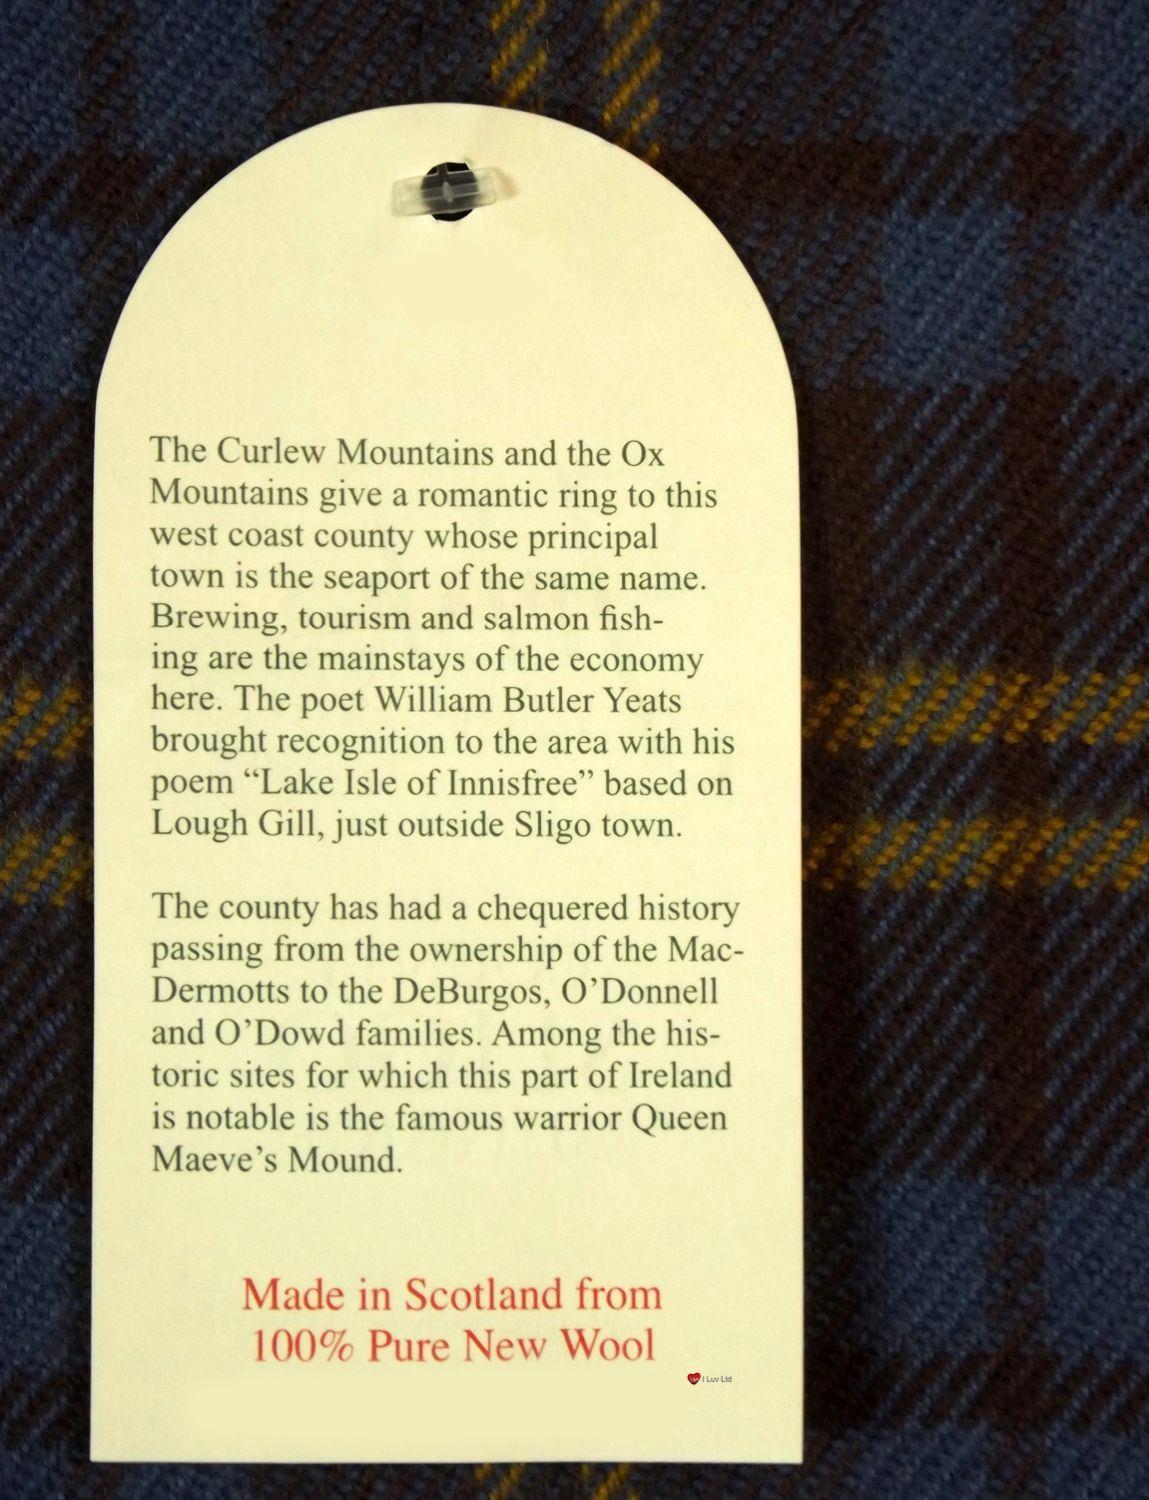 The Curlew Mountains and the Ox
Mountains give a romantic ring to this
west coast county whose principal
town is the seaport of the same name.
Brewing, tourism and salmon fish-
ing are the mainstays of the economy
here. The poet William Butler Yeats
brought recognition to the area with his
poem “Lake Isle of Innisfree” based on
Lough Gill, just outside Sligo town.
The county has had a chequered history
passing from the ownership of the Mac-
Dermotts to the DeBurgos, O’Donnell
and O’Dowd families. Among the his-
toric sites for which this part of Ireland
is notable is the famous warrior Queen
Maeve’s Mound.
Made in Scotland from
100% Pure New Wool
I Luv Ltd